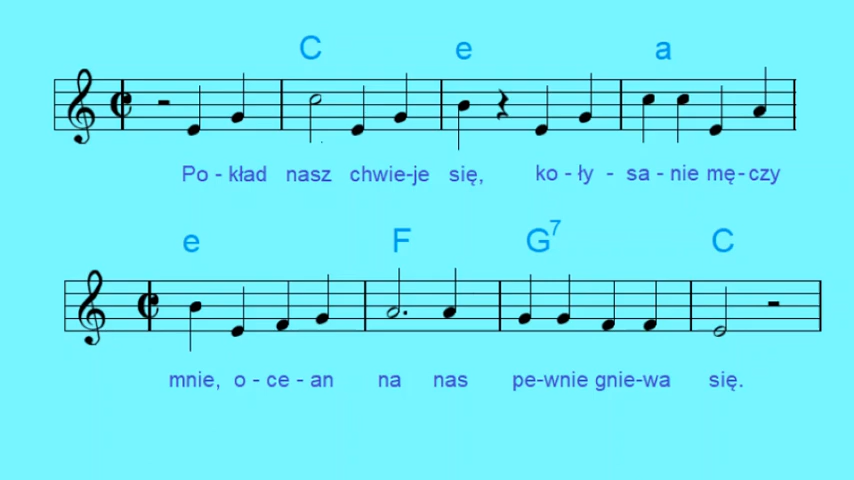 C e a
Po - kład nasz chwie-je się, ko - ły - sa - nie mę-czy
e F G7 C
mnie, o - ce - an na nas pe-wnie gnie-wa się.